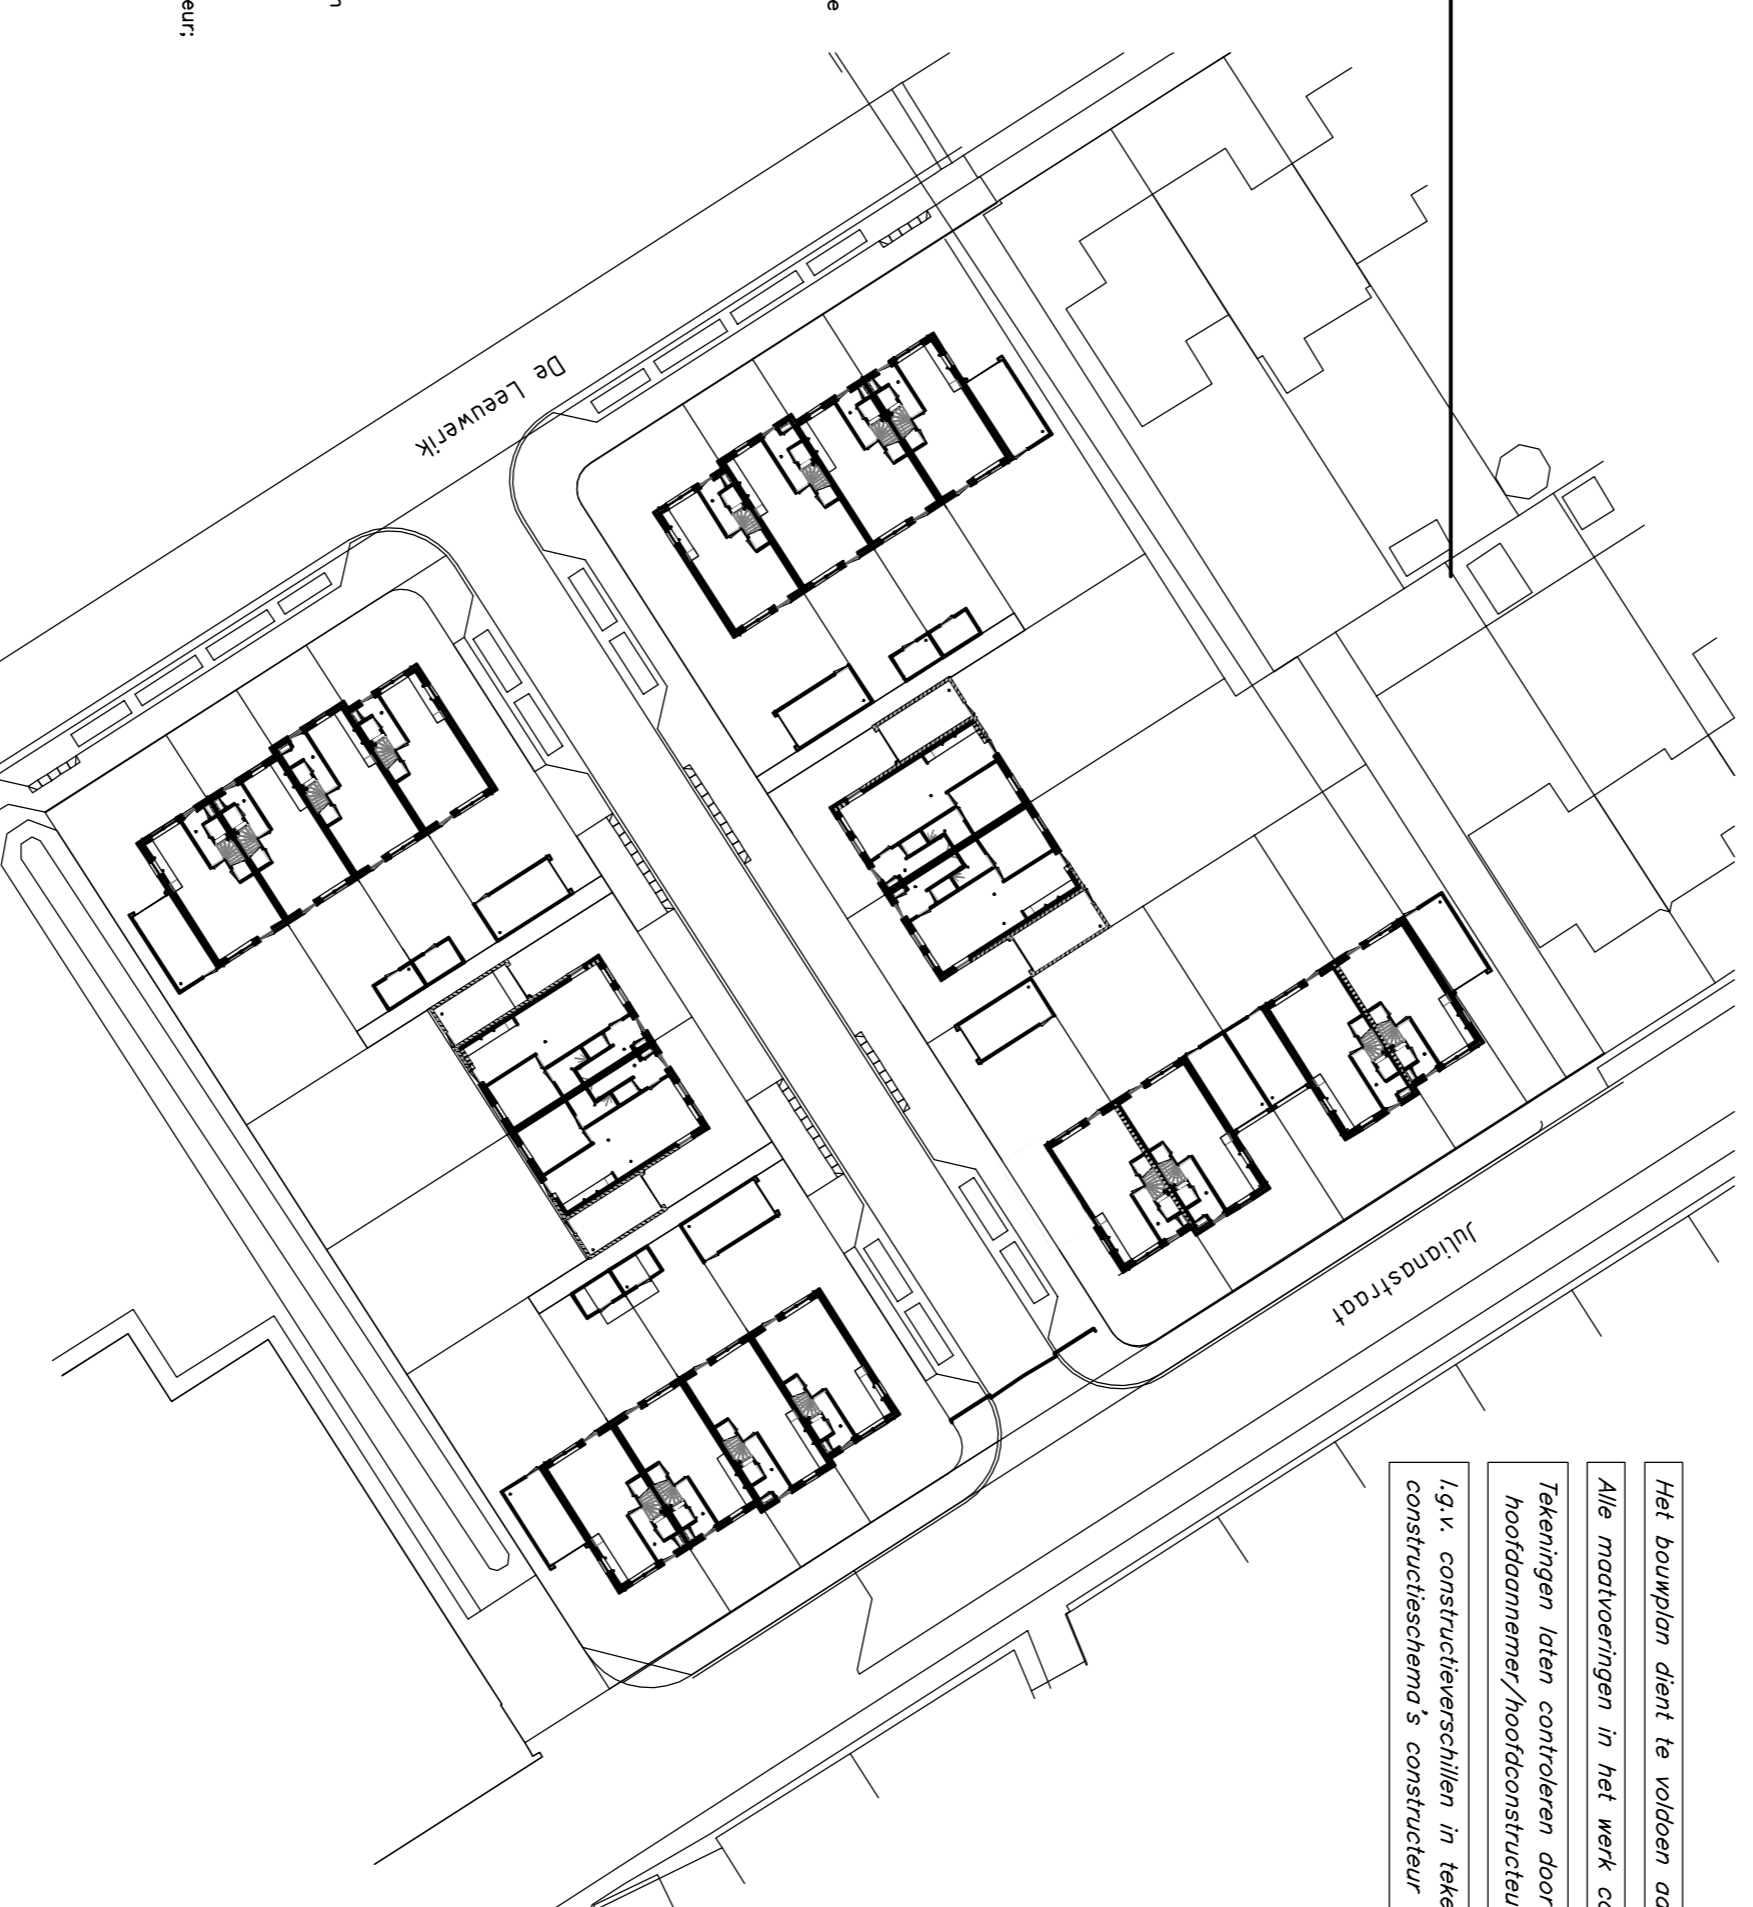 e
n
eur;
De Leeuwerik
Julianastraat
Het bouwplan dient te voldoen aa
Alle maatvoeringen in het werk co
Tekeningen laten controleren door
hoofdaannemer/hoofdconstructeu
I.g.v. constructieverschillen in teke
constructieschema's constructeur